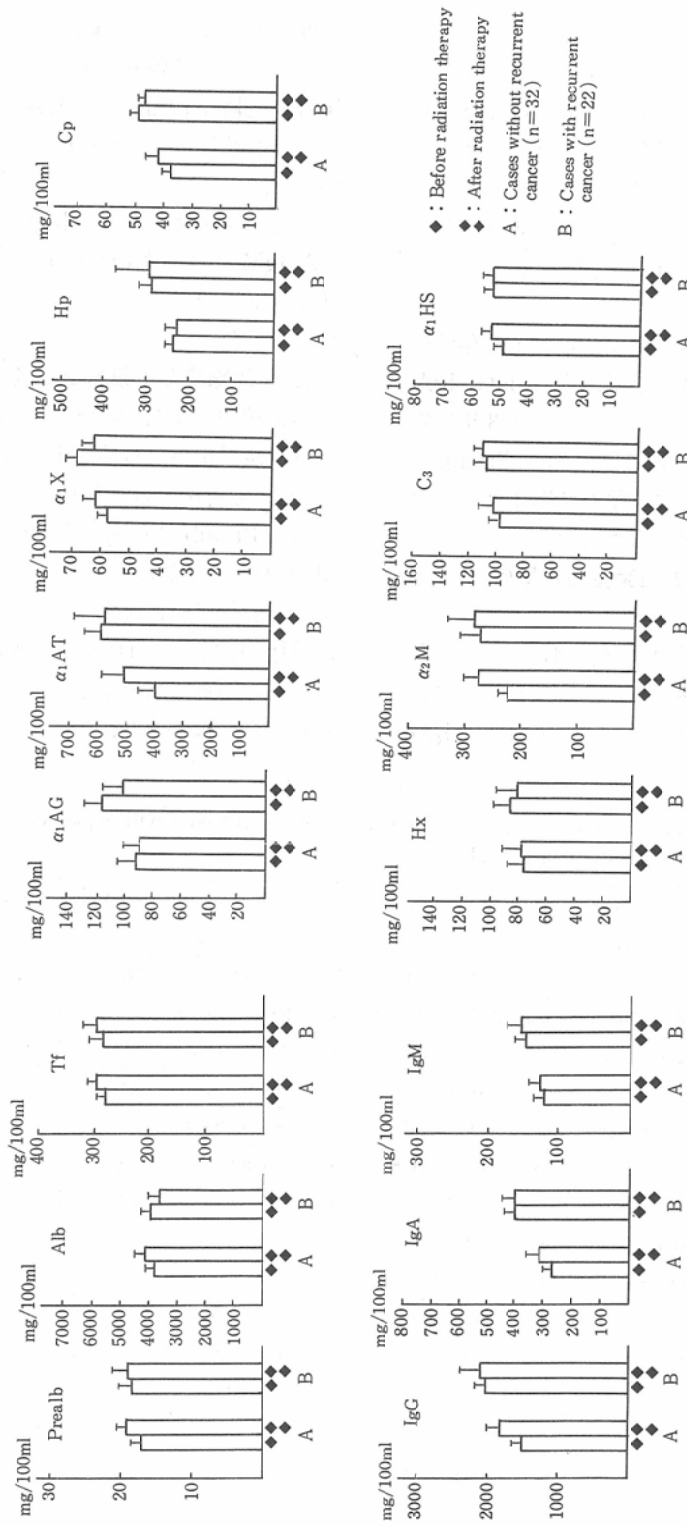 mg/100ml
Prealb
30
20
10
◆ ◆◆ ◆ ◆◆
A B
mg/100ml
Alb
7000
6000
5000
4000
3000
2000
1000
◆ ◆◆ ◆ ◆◆
A B
mg/100ml
Tf
400
300
200
100
◆ ◆◆ ◆ ◆◆
A B
mg/100ml
α₁AG
140
120
100
80
60
40
20
◆ ◆◆ ◆ ◆◆
A B
mg/100ml
α₁AT
700
600
500
400
300
200
100
◆ ◆◆ ◆ ◆◆
A B
mg/100ml
α₁X
70
60
50
40
30
20
10
◆ ◆◆ ◆ ◆◆
A B
mg/100ml
Hp
500
400
300
200
100
◆ ◆◆ ◆ ◆◆
A B
mg/100ml
Cp
70
60
50
40
30
20
10
◆ ◆◆ ◆ ◆◆
A B
mg/100ml
IgG
3000
2000
1000
◆ ◆◆ ◆ ◆◆
A B
mg/100ml
IgA
800
700
600
500
400
300
200
100
◆ ◆◆ ◆ ◆◆
A B
mg/100ml
IgM
300
200
100
◆ ◆◆ ◆ ◆◆
A B
mg/100ml
Hx
140
120
100
80
60
40
20
◆ ◆◆ ◆ ◆◆
A B
mg/100ml
α₂M
400
300
200
100
◆ ◆◆ ◆ ◆◆
A B
mg/100ml
C₃
160
140
120
100
80
60
40
20
◆ ◆◆ ◆ ◆◆
A B
mg/100ml
α₁HS
80
70
60
50
40
30
20
10
◆ ◆◆ ◆ ◆◆
A B
◆ : Before radiation therapy
◆◆ : After radiation therapy
A : Cases without recurrent
cancer (n=32)
B : Cases with recurrent
cancer (n=22)